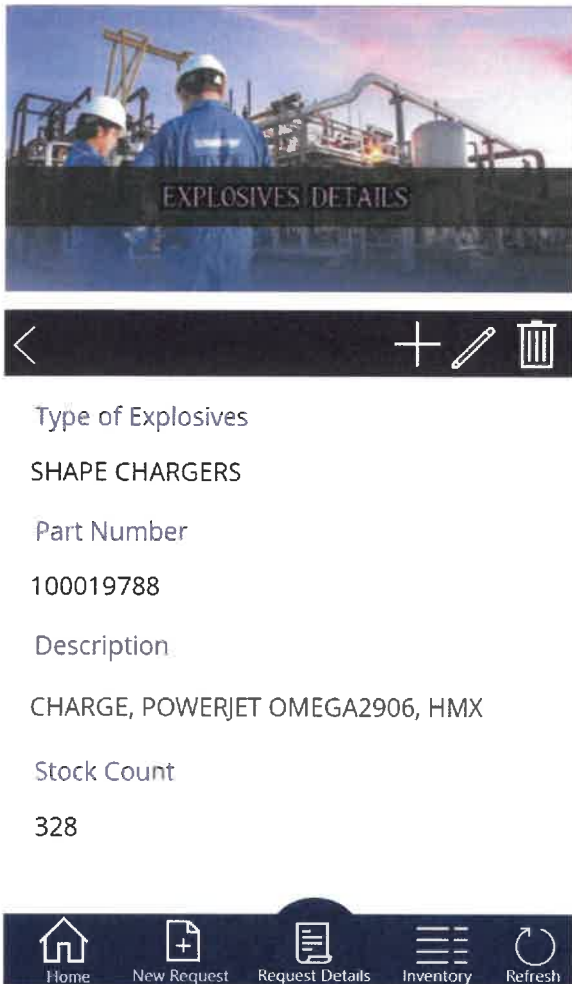 EXPLOSIVES DETAILS
Type of Explosives
SHAPE CHARGERS
Part Number
100019788
Description
CHARGE, POWERJET OMEGA2906, HMX
Stock Count
328
Home New Request Request Details Inventory Refresh